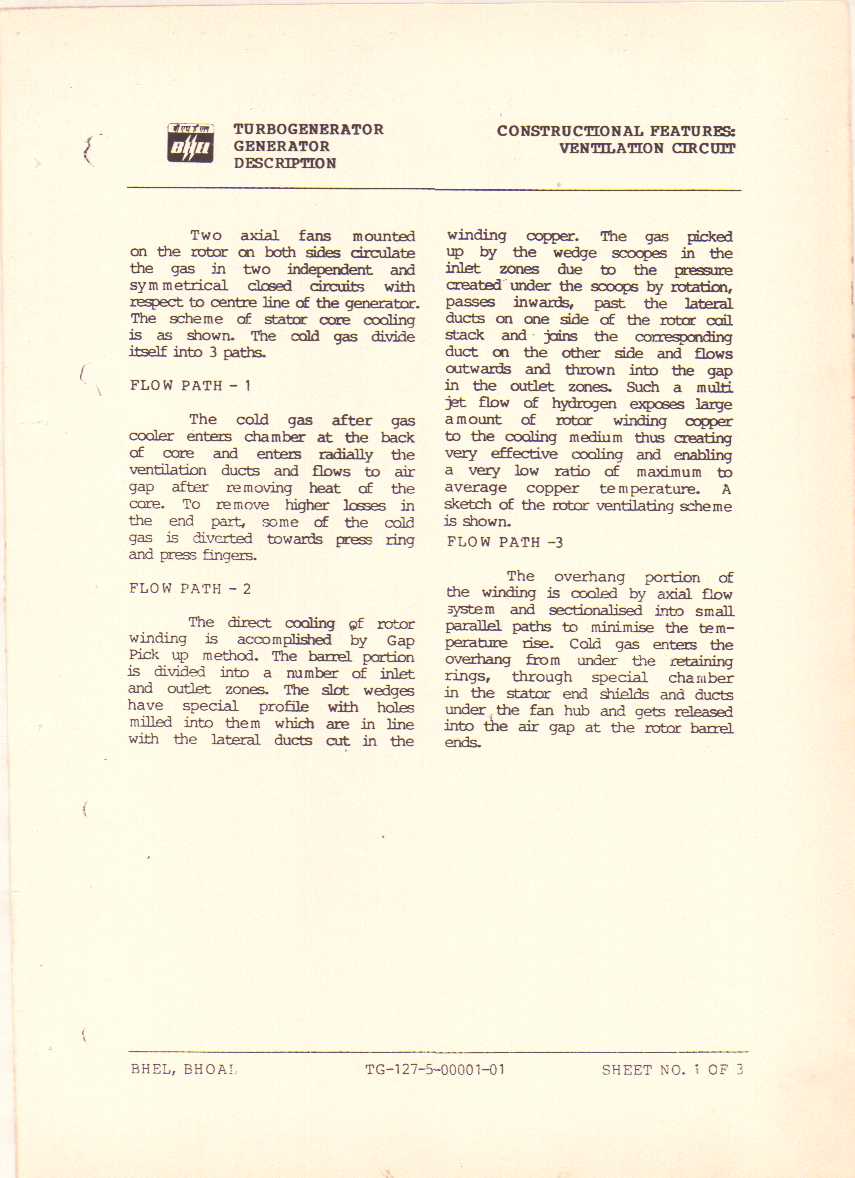 बी एच ई एल
BHEL
TURBOGENERATOR
GENERATOR
DESCRIPTION
CONSTRUCTIONAL FEATURES:
VENTILATION CIRCUIT
Two axial fans mounted
on the rotor on both sides circulate
the gas in two independent and
symmetrical closed circuits with
respect to centre line of the generator.
The scheme of stator core cooling
is as shown. The cold gas divide
itself into 3 paths.
FLOW PATH - 1
The cold gas after gas
cooler enters chamber at the back
of core and enters radially the
ventilation ducts and flows to air
gap after removing heat of the
core. To remove higher losses in
the end part, some of the cold
gas is diverted towards press ring
and press fingers.
FLOW PATH - 2
The direct cooling of rotor
winding is accomplished by Gap
Pick up method. The barrel portion
is divided into a number of inlet
and outlet zones. The slot wedges
have special profile with holes
milled into them which are in line
with the lateral ducts cut in the
winding copper. The gas picked
up by the wedge scoopes in the
inlet zones due to the pressure
created under the scoops by rotation,
passes inwards, past the lateral
ducts on one side of the rotor coil
stack and joins the corresponding
duct on the other side and flows
outwards and thrown into the gap
in the outlet zones. Such a multi
jet flow of hydrogen exposes large
amount of rotor winding copper
to the cooling medium thus creating
very effective cooling and enabling
a very low ratio of maximum to
average copper temperature. A
sketch of the rotor ventilating scheme
is shown.
FLOW PATH -3
The overhang portion of
the winding is cooled by axial flow
system and sectionalised into small
parallel paths to minimise the tem-
perature rise. Cold gas enters the
overhang from under the retaining
rings, through special chamber
in the stator end shields and ducts
under the fan hub and gets released
into the air gap at the rotor barrel
ends.
BHEL, BHOAL
TG-127-5-00001-01
SHEET NO. 1 OF 3